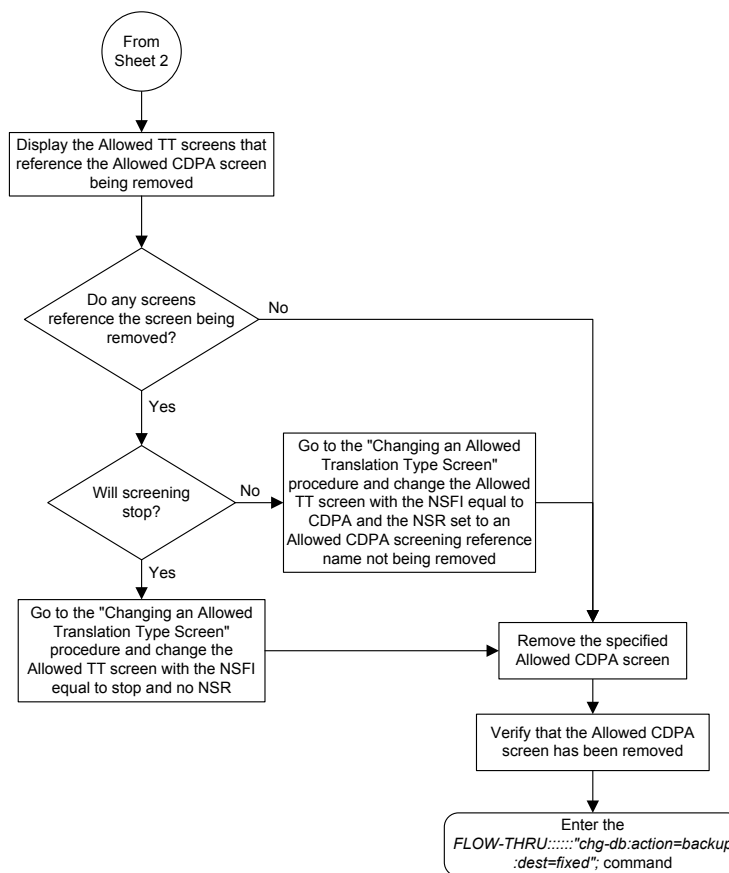 From
Sheet 2
Display the Allowed TT screens that
reference the Allowed CDPA screen
being removed
Do any screens
reference the screen being
removed?
No
Yes
Will screening
stop?
No
Go to the "Changing an Allowed
Translation Type Screen"
procedure and change the Allowed
TT screen with the NSFI equal to
CDPA and the NSR set to an
Allowed CDPA screening reference
name not being removed
Yes
Go to the "Changing an Allowed
Translation Type Screen"
procedure and change the
Allowed TT screen with the NSFI
equal to stop and no NSR
Remove the specified
Allowed CDPA screen
Verify that the Allowed CDPA
screen has been removed
Enter the
FLOW-THRU::::::"chg-db:action=backup
:dest=fixed"; command